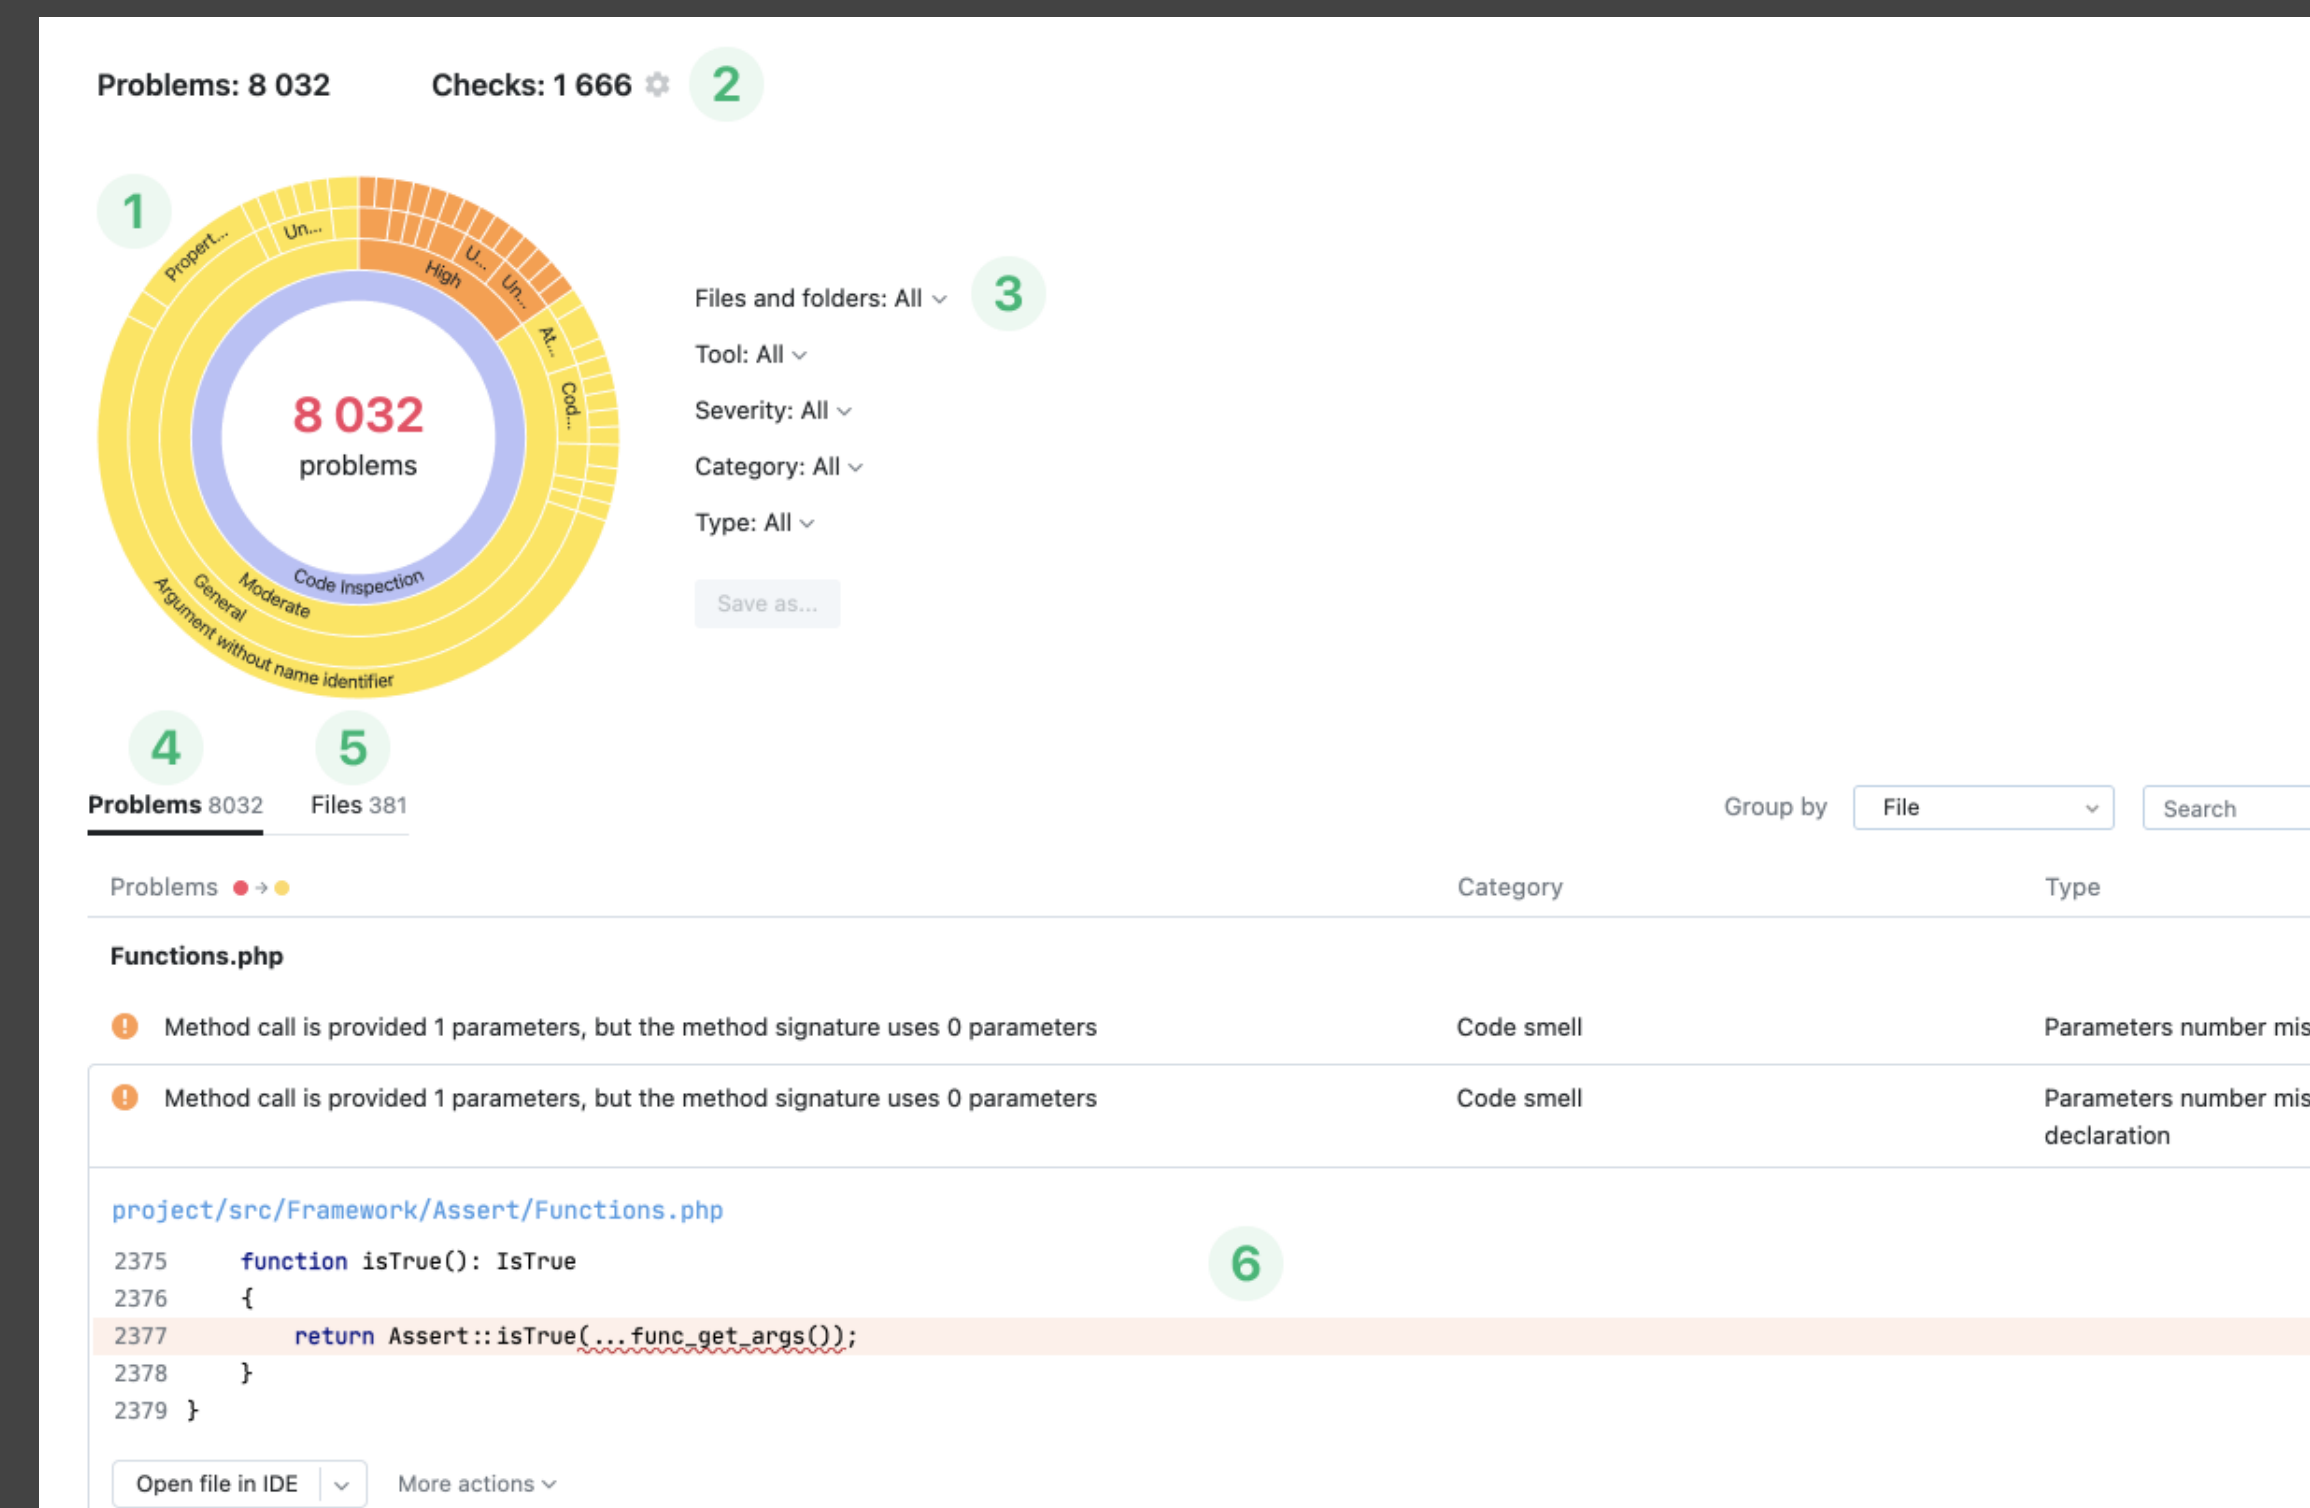 Problems: 8 032
Checks: 1 666
2
1
Propert...
Un...
High
U...
Un...
At...
Cod...
8 032
problems
Code Inspection
Moderate
General
Argument without name identifier
Files and folders: All
3
Tool: All
Severity: All
Category: All
Type: All
Save as...
4
5
Problems 8032
Files 381
Group by
File
Search
Problems
Category
Type
Functions.php
Method call is provided 1 parameters, but the method signature uses 0 parameters
Code smell
Parameters number mis
Method call is provided 1 parameters, but the method signature uses 0 parameters
Code smell
Parameters number mis
declaration
project/src/Framework/Assert/Functions.php
6
2375 function isTrue(): IsTrue
2376 {
2377 return Assert::isTrue(...func_get_args());
2378 }
2379 }
Open file in IDE
More actions